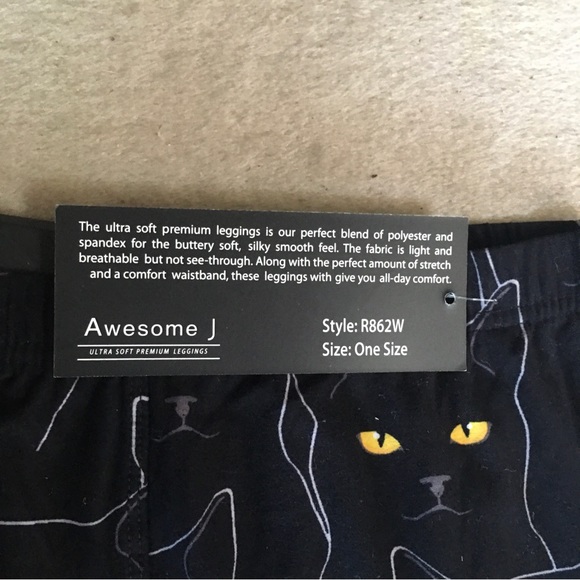 The ultra soft premium leggings is our perfect blend of polyester and
spandex for the buttery soft, silky smooth feel. The fabric is light and
breathable but not see-through. Along with the perfect amount of stretch
and a comfort waistband, these leggings with give you all-day comfort.
Awesome J
ULTRA SOFT PREMIUM LEGGINGS
Style: R862W
Size: One Size